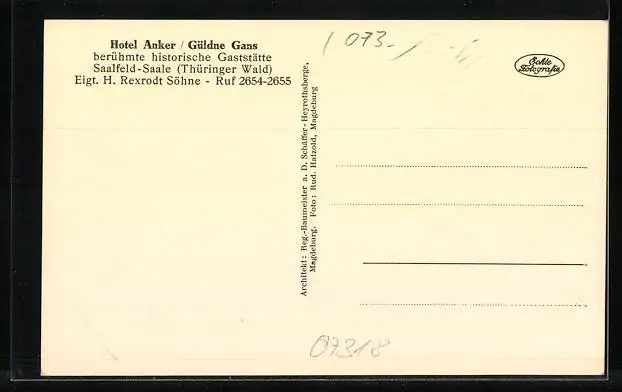 Hotel Anker / Güldne Gans
berühmte historische Gaststätte
Saalfeld-Saale (Thüringer Wald)
Eigt. H. Rexrodt Söhne - Ruf 2654-2655
Architekt: Reg.-Baumeister a. D. Schäffer-Heyrothsberge,
Magdeburg. Foto: Rud. Hatzold, Magdeburg
(073-
Echte
Fotografie
07318